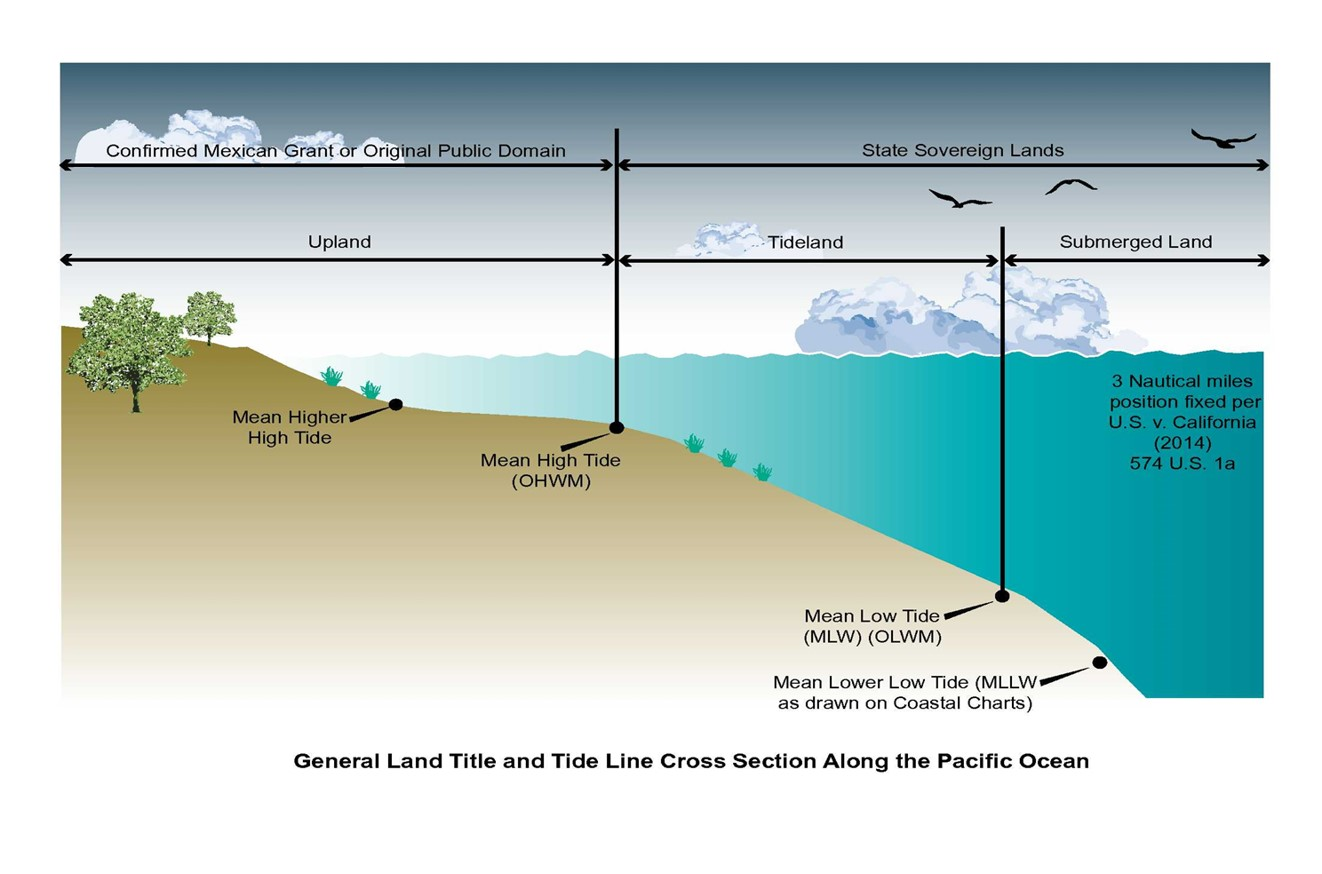 Confirmed Mexican Grant or Original Public Domain
State Sovereign Lands
Upland
Tideland
Submerged Land
3 Nautical miles
position fixed per
U.S. v. California
(2014)
574 U.S. 1a
Mean Higher
High Tide
Mean High Tide
(OHWM)
Mean Low Tide
(MLW) (OLWM)
Mean Lower Low Tide (MLLW
as drawn on Coastal Charts)
General Land Title and Tide Line Cross Section Along the Pacific Ocean